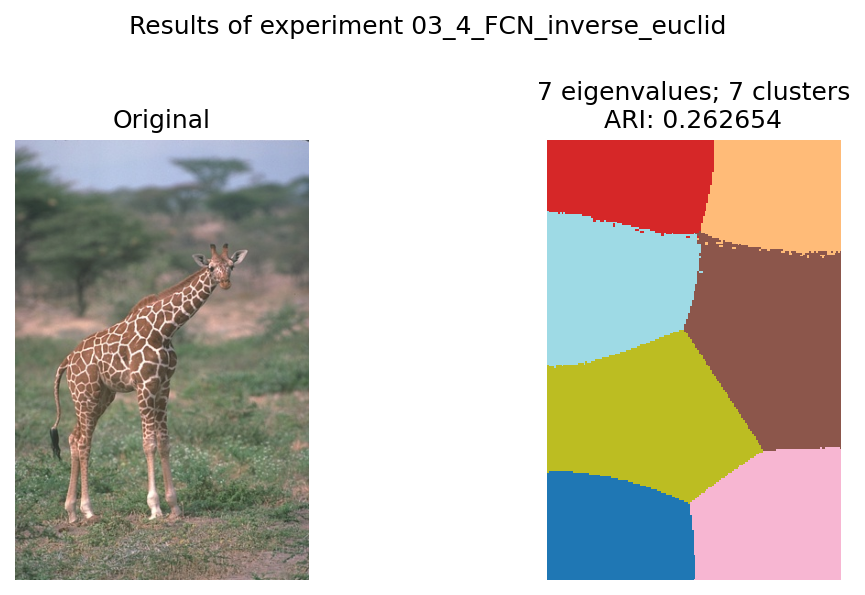 Results of experiment 03_4_FCN_inverse_euclid
Original
7 eigenvalues; 7 clusters
ARI: 0.262654